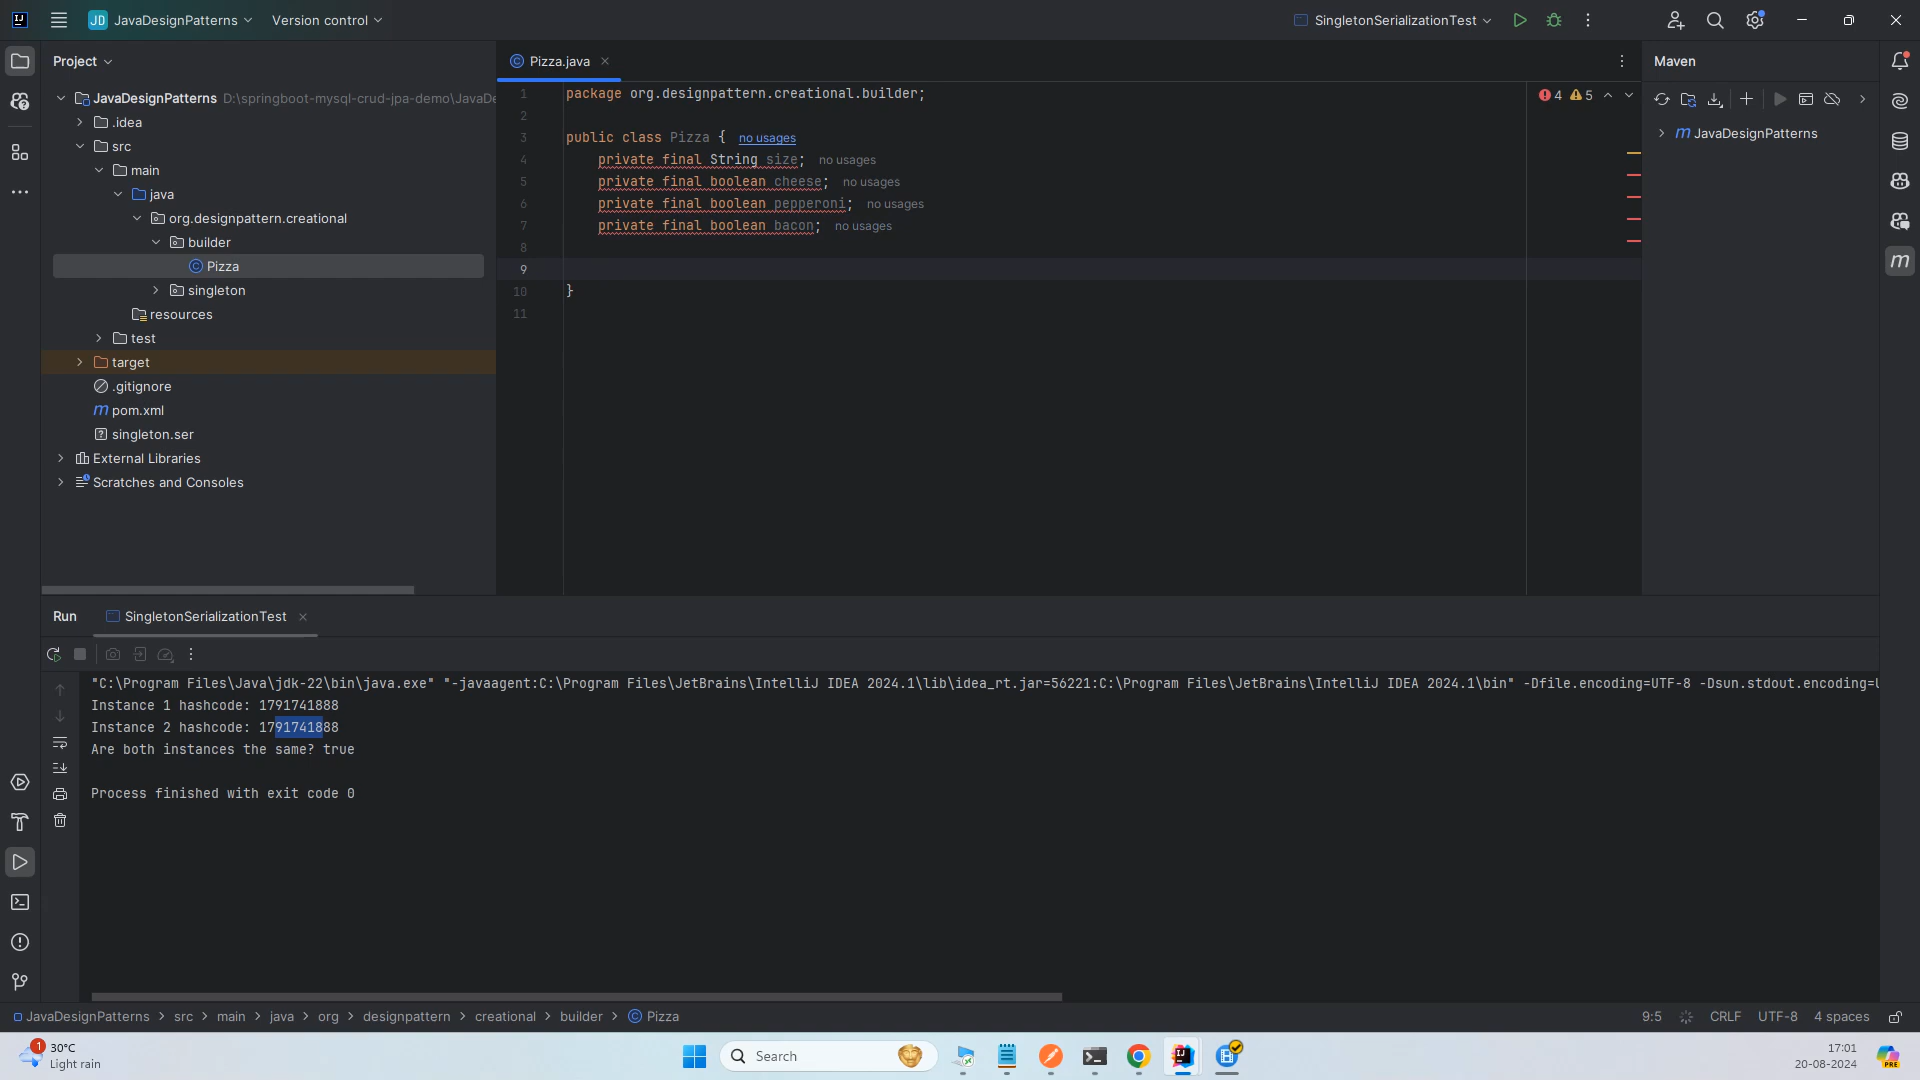 JD JavaDesignPatterns Version control SingletonSerializationTest
Project
Pizza.java
Maven
JavaDesignPatterns D:\springboot-mysql-crud-jpa-demo\JavaDe
.idea
src
main
java
org.designpattern.creational
builder
Pizza
singleton
resources
test
target
.gitignore
pom.xml
singleton.ser
External Libraries
Scratches and Consoles
1 package org.designpattern.creational.builder;
2
3 public class Pizza { no usages
4 private final String size; no usages
5 private final boolean cheese; no usages
6 private final boolean pepperoni; no usages
7 private final boolean bacon; no usages
8
9
10 }
11
4 5
JavaDesignPatterns
Run SingletonSerializationTest
"C:\Program Files\Java\jdk-22\bin\java.exe" "-javaagent:C:\Program Files\JetBrains\IntelliJ IDEA 2024.1\lib\idea_rt.jar=56221:C:\Program Files\JetBrains\IntelliJ IDEA 2024.1\bin" -Dfile.encoding=UTF-8 -Dsun.stdout.encoding=U
Instance 1 hashcode: 1791741888
Instance 2 hashcode: 1791741888
Are both instances the same? true
Process finished with exit code 0
JavaDesignPatterns > src > main > java > org > designpattern > creational > builder > Pizza
9:5 CRLF UTF-8 4 spaces
1
30°C
Light rain
Search
17:01
20-08-2024
PRE